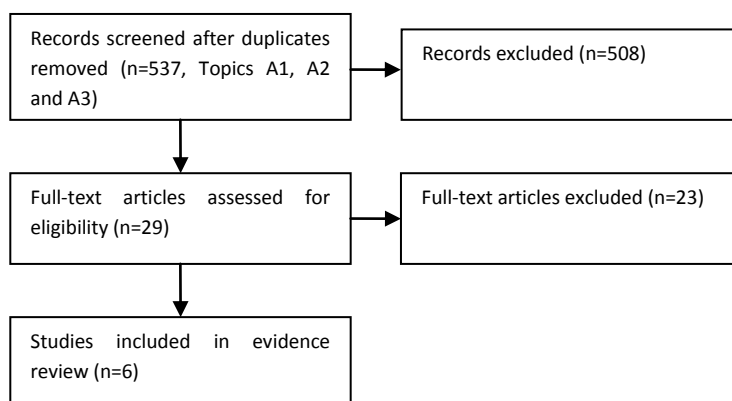 Records screened after duplicates
removed (n=537, Topics A1, A2
and A3)
Records excluded (n=508)
Full-text articles assessed for
eligibility (n=29)
Full-text articles excluded (n=23)
Studies included in evidence
review (n=6)